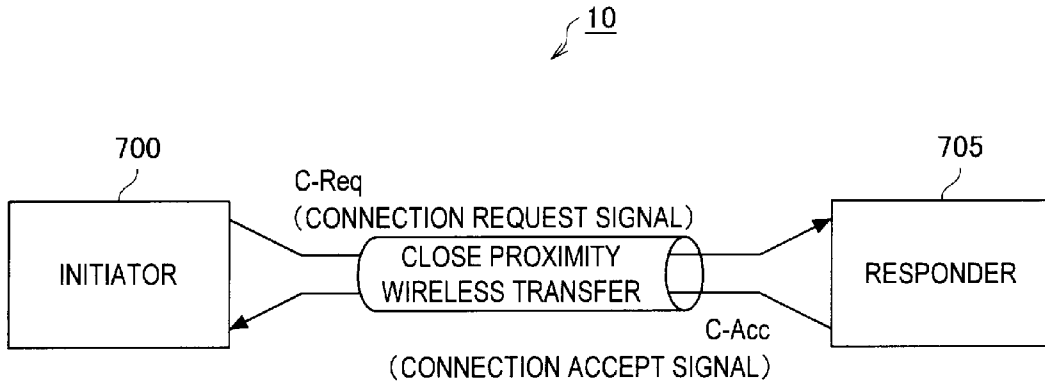 10
700
705
C-Req
(CONNECTION REQUEST SIGNAL)
INITIATOR
CLOSE PROXIMITY
WIRELESS TRANSFER
RESPONDER
C-Acc
(CONNECTION ACCEPT SIGNAL)